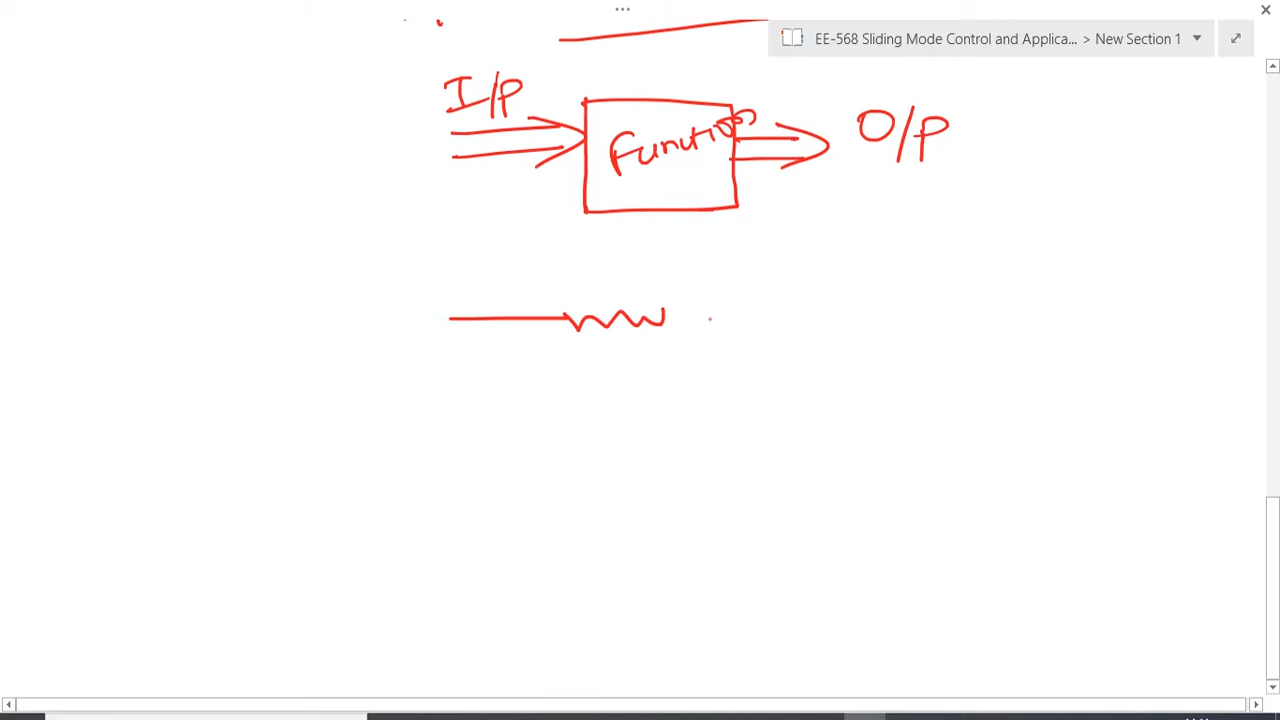 EE-568 Sliding Mode Control and Applica... > New Section 1
I/P
Function
O/P